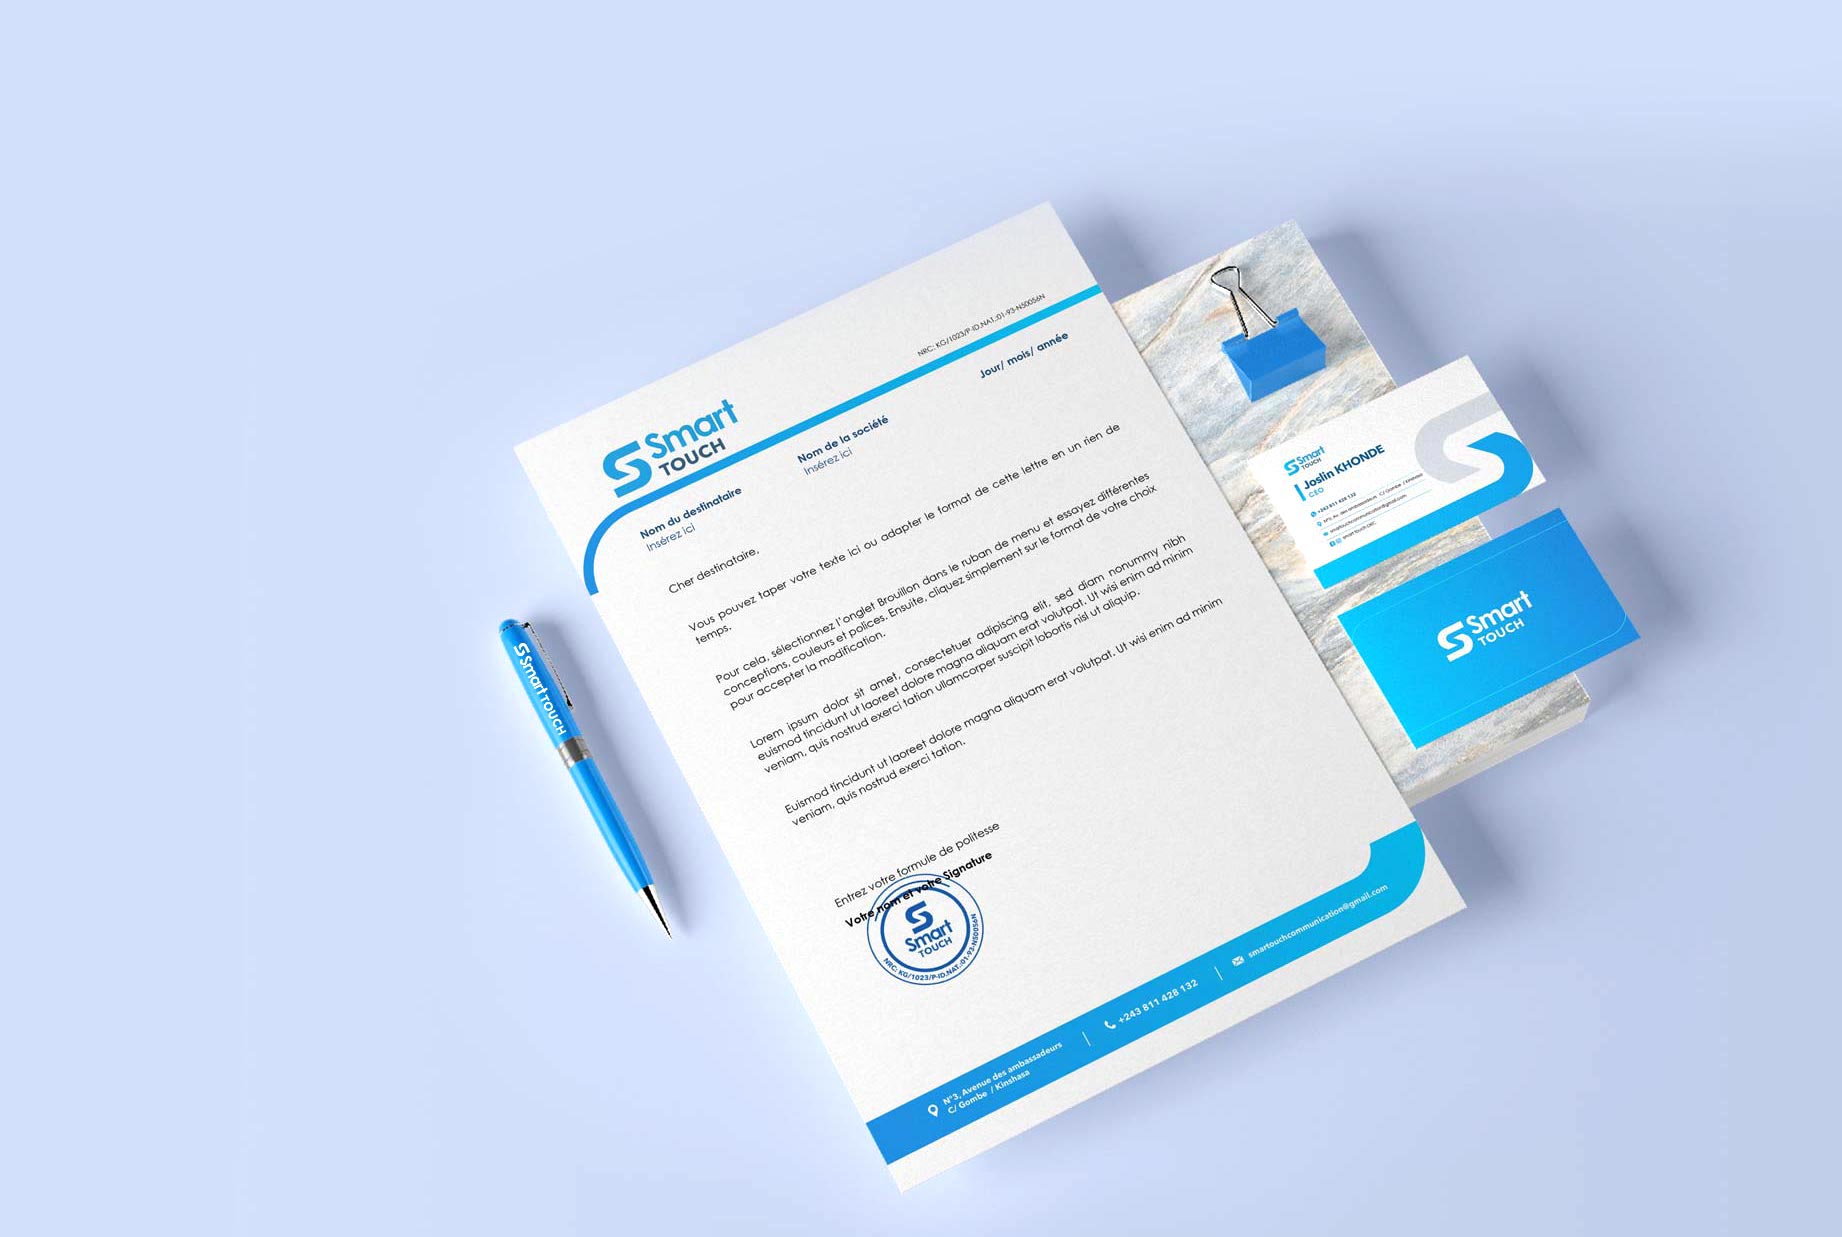 NRC: KG/1023/P-ID.NAT.:01-93-N50056N
Smart
TOUCH
Jour/ mois/ année
Nom du destinataire
Insérez ici
Nom de la société
Insérez ici
Cher destinataire,
Vous pouvez taper votre texte ici ou adapter le format de cette lettre en un rien de
temps.
Pour cela, sélectionnez l'onglet Brouillon dans le ruban de menu et essayez différentes
conceptions, couleurs et polices. Ensuite, cliquez simplement sur le format de votre choix
pour accepter la modification.
Lorem ipsum dolor sit amet, consectetuer adipiscing elit, sed diam nonummy nibh
euismod tincidunt ut laoreet dolore magna aliquam erat volutpat. Ut wisi enim ad minim
veniam, quis nostrud exerci tation ullamcorper suscipit lobortis nisl ut aliquip.
Euismod tincidunt ut laoreet dolore magna aliquam erat volutpat. Ut wisi enim ad minim
veniam, quis nostrud exerci tation.
Entrez votre formule de politesse
Votre nom et votre Signature
Smart
TOUCH
NRC: KG/1023/P-ID.NAT.:01-93-N50056N
N°3, Avenue des ambassadeurs
C/ Gombe / Kinshasa
+243 811 428 132
smartouchcommunication@gmail.com
Smart TOUCH
Smart
TOUCH
Joslin KHONDE
CEO
+243 811 428 132
N°3, Av. des ambassadeurs C/ Gombe / Kinshasa
smartouchcommunication@gmail.com
Smart
TOUCH